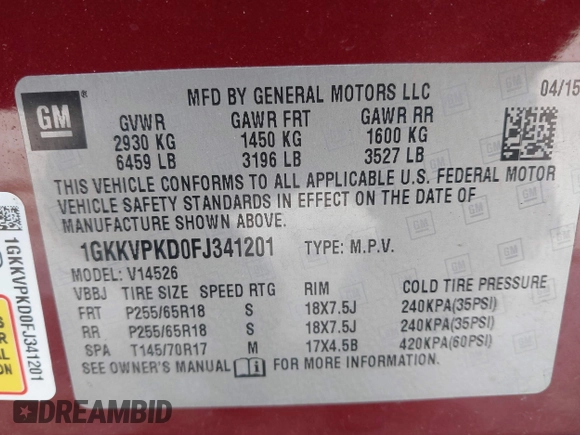 GM
®
MFD BY GENERAL MOTORS LLC
04/15
GVWR GAWR FRT GAWR RR
2930 KG 1450 KG 1600 KG
6459 LB 3196 LB 3527 LB
THIS VEHICLE CONFORMS TO ALL APPLICABLE U.S. FEDERAL MOTOR
VEHICLE SAFETY STANDARDS IN EFFECT ON THE DATE OF
MANUFACTURE SHOWN ABOVE.
1GKKVPKD0FJ341201 TYPE: M.P.V.
MODEL: V14526
VBBJ TIRE SIZE SPEED RTG RIM COLD TIRE PRESSURE
FRT P255/65R18 S 18X7.5J 240KPA(35PSI)
RR P255/65R18 S 18X7.5J 240KPA(35PSI)
SPA T145/70R17 M 17X4.5B 420KPA(60PSI)
SEE OWNER'S MANUAL i FOR MORE INFORMATION.
1GKKVPKD0FJ341201
DREAMBID